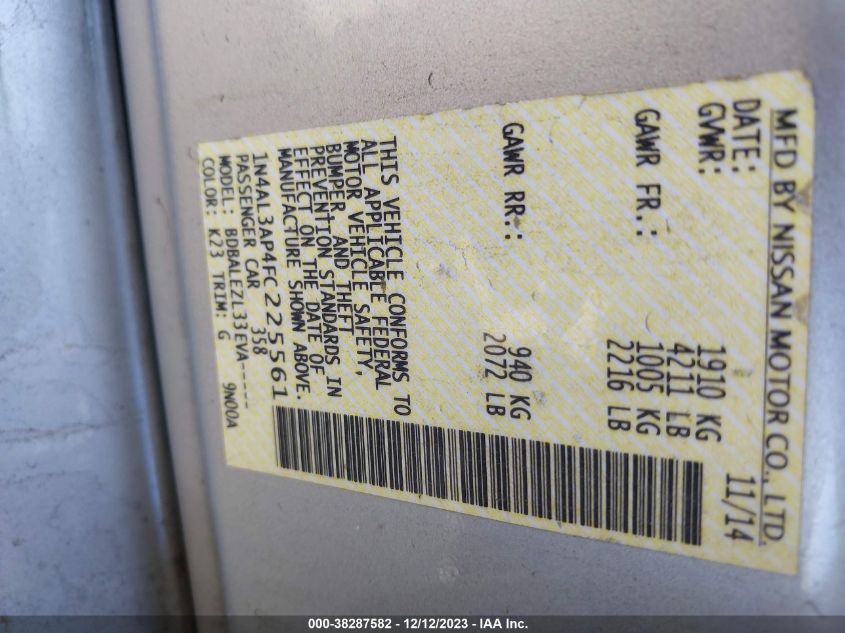 MFD BY NISSAN MOTOR CO., LTD.
DATE: 11/14
GVWR: 1910 KG
4211 LB
GAWR FR.: 1005 KG
2216 LB
GAWR RR.: 940 KG
2072 LB
THIS VEHICLE CONFORMS TO
ALL APPLICABLE FEDERAL
MOTOR VEHICLE SAFETY,
BUMPER AND THEFT
PREVENTION STANDARDS IN
EFFECT ON THE DATE OF
MANUFACTURE SHOWN ABOVE.
1N4AL3AP4FC225561
PASSENGER CAR 358
MODEL: BDBALEZL33EVA-----
COLOR: K23 TRIM: G 9N00A
000-38287582 - 12/12/2023 - IAA Inc.